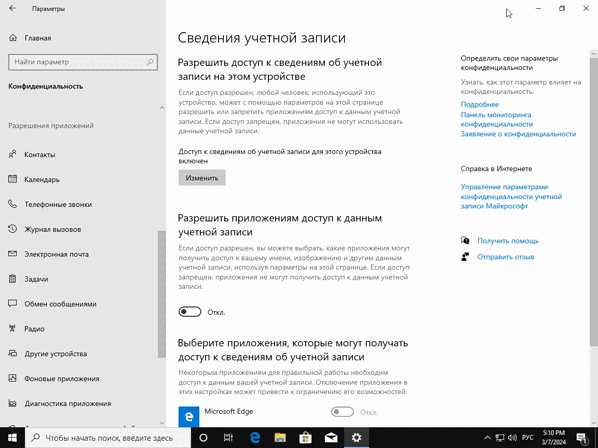 Параметры
Главная
Найти параметр
Конфиденциальность
Разрешения приложений
Контакты
Календарь
Телефонные звонки
Журнал вызовов
Электронная почта
Задачи
Обмен сообщениями
Радио
Другие устройства
Фоновые приложения
Диагностика приложения
Сведения учетной записи
Разрешить доступ к сведениям об учетной
записи на этом устройстве
Если доступ разрешен, любой человек, использующий это
устройство, может с помощью параметров на этой странице
разрешить или запретить приложениям доступ к данным учетной
записи. Если доступ запрещен, приложения не могут использовать
данные учетной записи.
Доступ к сведениям об учетной записи для этого устройства
включен
Изменить
Разрешить приложениям доступ к данным
учетной записи
Если доступ разрешен, вы можете выбрать, какие приложения могут
получить доступ к вашему имени, изображению и другим данным
учетной записи, используя параметры на этой странице. Если доступ
запрещен, приложения не могут получить доступ к данным учетной
записи.
Откл.
Выберите приложения, которые могут получать
доступ к сведениям об учетной записи
Некоторым приложениям для правильной работы необходим
доступ к данным вашей учетной записи. Отключение приложения в
этих настройках может привести к ограничению его возможностей.
Microsoft Edge
Откл.
Определить свои параметры
конфиденциальности
Узнать, как этот параметр влияет на
конфиденциальность.
Подробнее
Панель мониторинга
конфиденциальности
Заявление о конфиденциальности
Справка в Интернете
Управление параметрами
конфиденциальности учетной
записи Майкрософт
Получить помощь
Отправить отзыв
Чтобы начать поиск, введите здесь
РУС
5:10 PM
3/7/2024